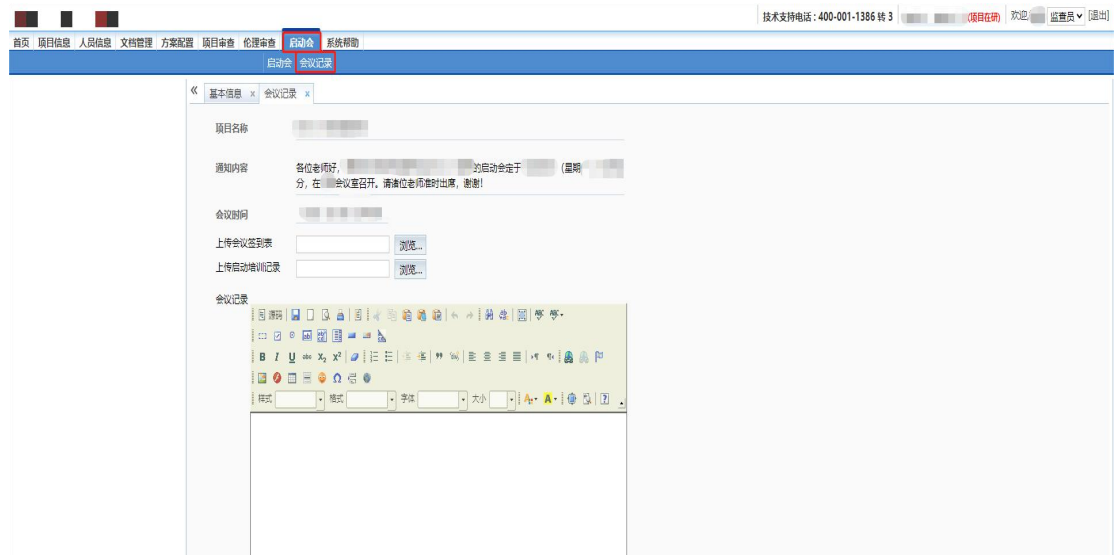 技术支持电话：400-001-1386 转 3 (项目在研) 欢迎 监查员 [退出]
首页 项目信息 人员信息 文档管理 方案配置 项目审查 伦理审查 启动会 系统帮助
启动会 会议记录
« 基本信息 x 会议记录 x
项目名称
通知内容 各位老师好， 的启动会定于 （星期
分，在 会议室召开。请诸位老师准时出席，谢谢！
会议时间
上传会议签到表 浏览...
上传启动培训记录 浏览...
会议记录
源码
B I U abc X₂ X²
样式 格式 字体 大小 A A ?